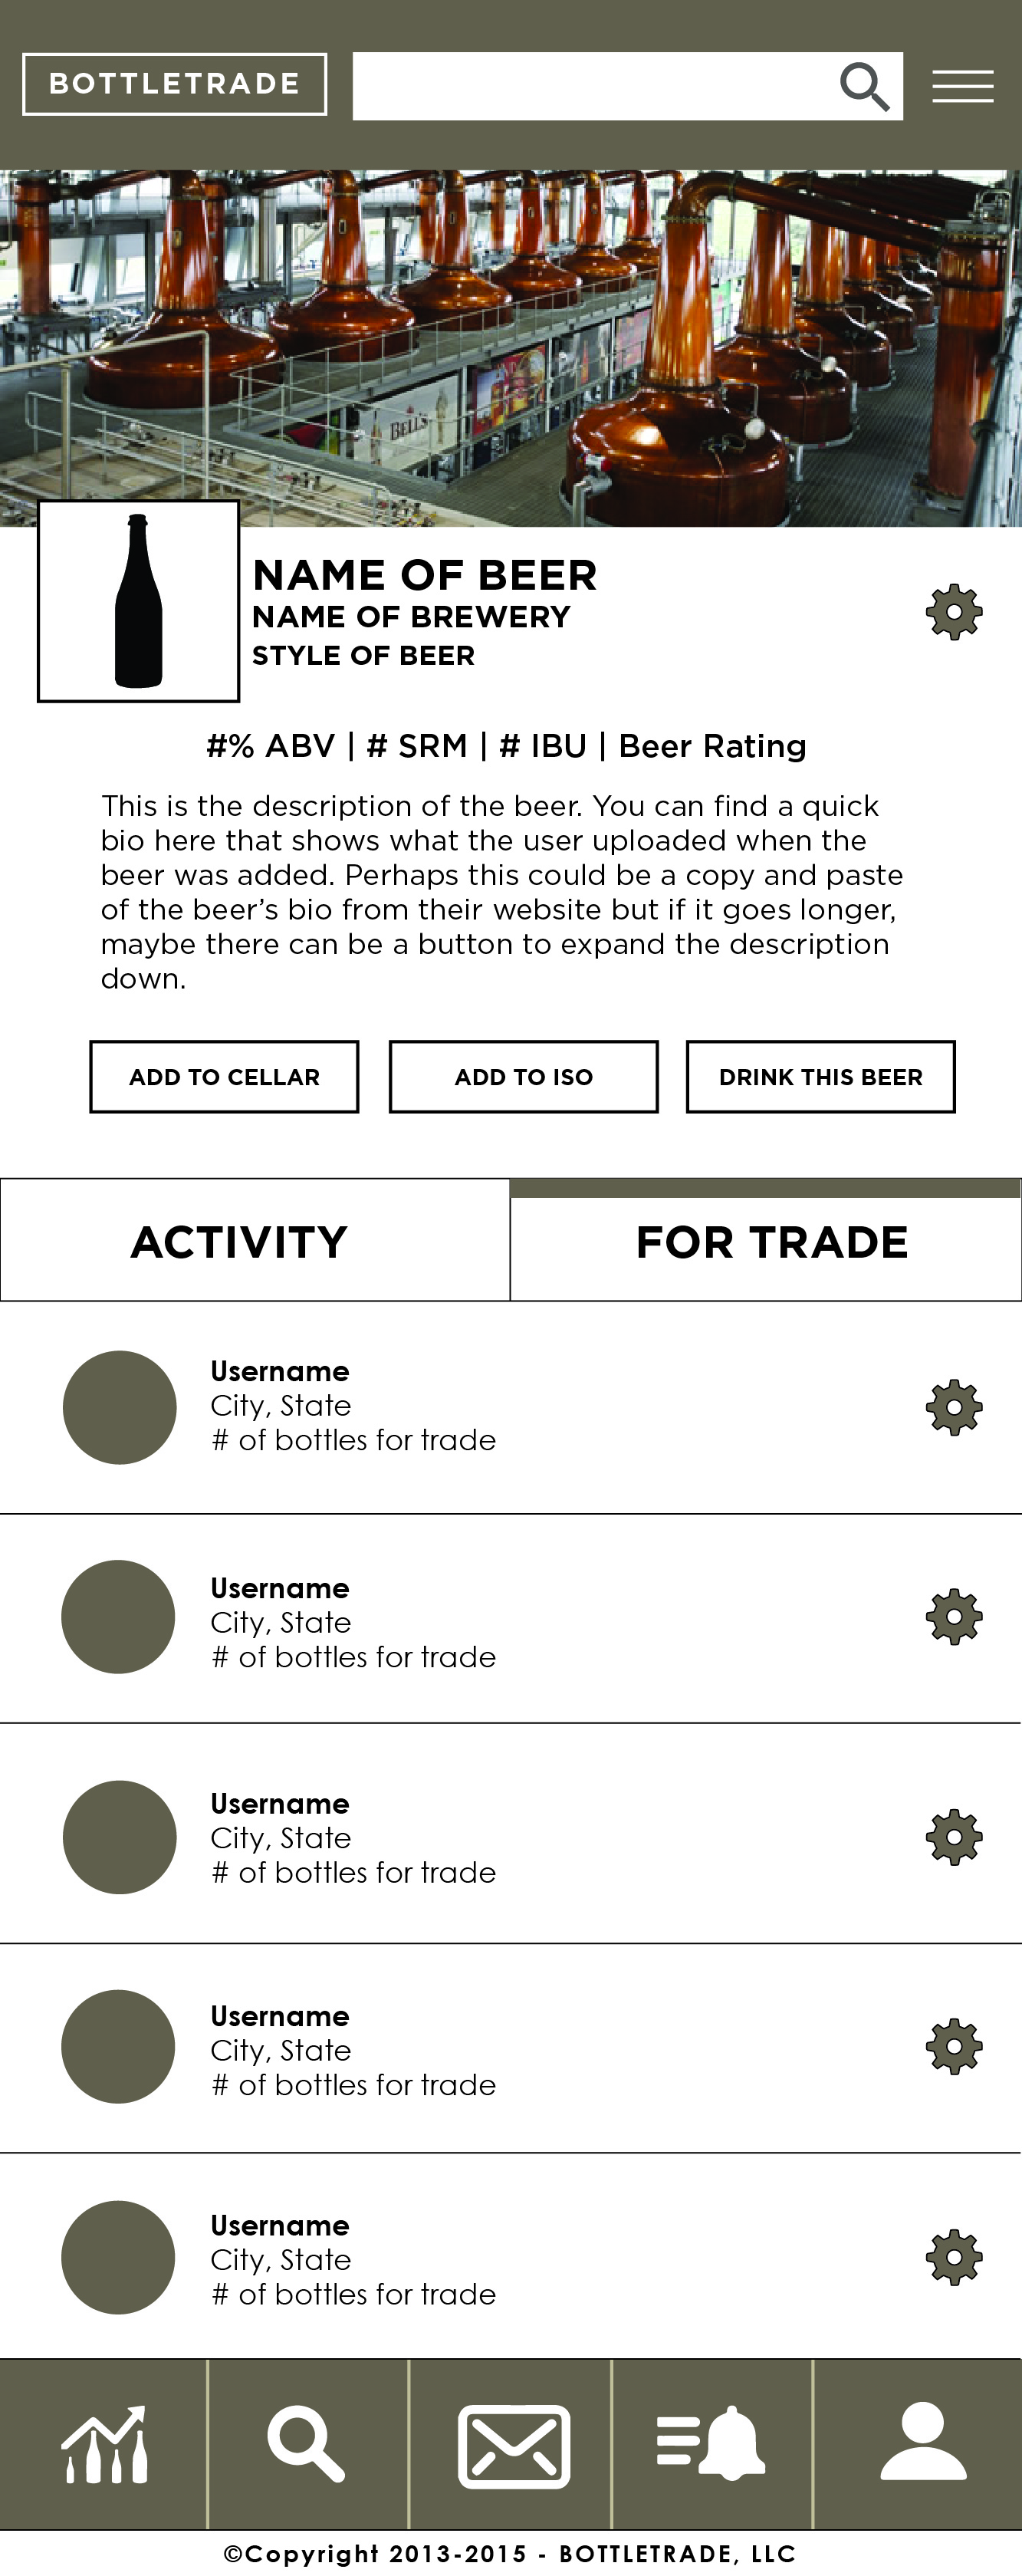 BOTTLETRADE
BELL'S
NAME OF BEER
NAME OF BREWERY
STYLE OF BEER
#% ABV | # SRM | # IBU | Beer Rating
This is the description of the beer. You can find a quick
bio here that shows what the user uploaded when the
beer was added. Perhaps this could be a copy and paste
of the beer’s bio from their website but if it goes longer,
maybe there can be a button to expand the description
down.
ADD TO CELLAR
ADD TO ISO
DRINK THIS BEER
ACTIVITY
FOR TRADE
Username
City, State
# of bottles for trade
Username
City, State
# of bottles for trade
Username
City, State
# of bottles for trade
Username
City, State
# of bottles for trade
Username
City, State
# of bottles for trade
©Copyright 2013-2015 - BOTTLETRADE, LLC